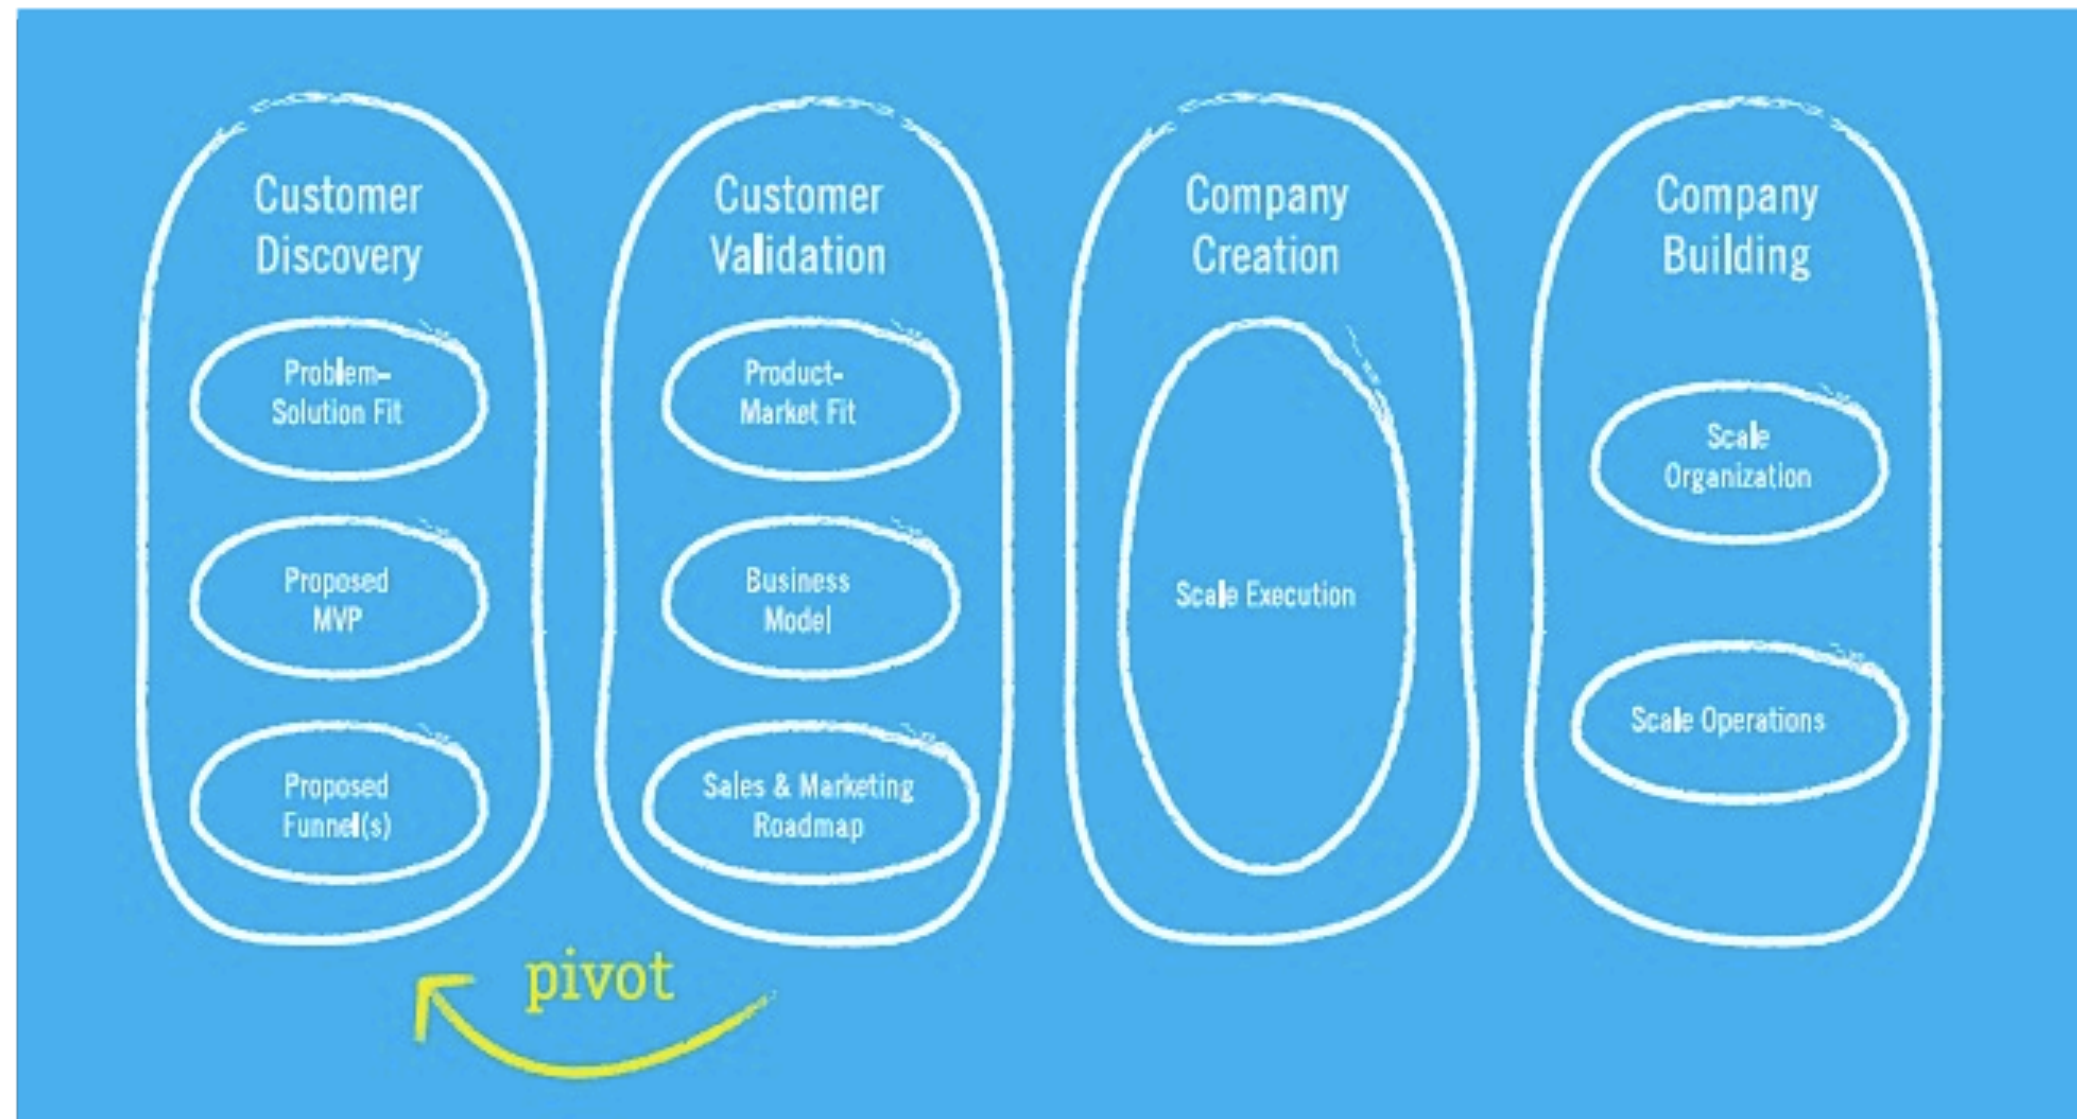 Customer
Discovery
Problem–
Solution Fit
Proposed
MVP
Proposed
Funnel(s)
Customer
Validation
Product-
Market Fit
Business
Model
Sales & Marketing
Roadmap
Company
Creation
Scale Execution
Company
Building
Scale
Organization
Scale Operations
pivot